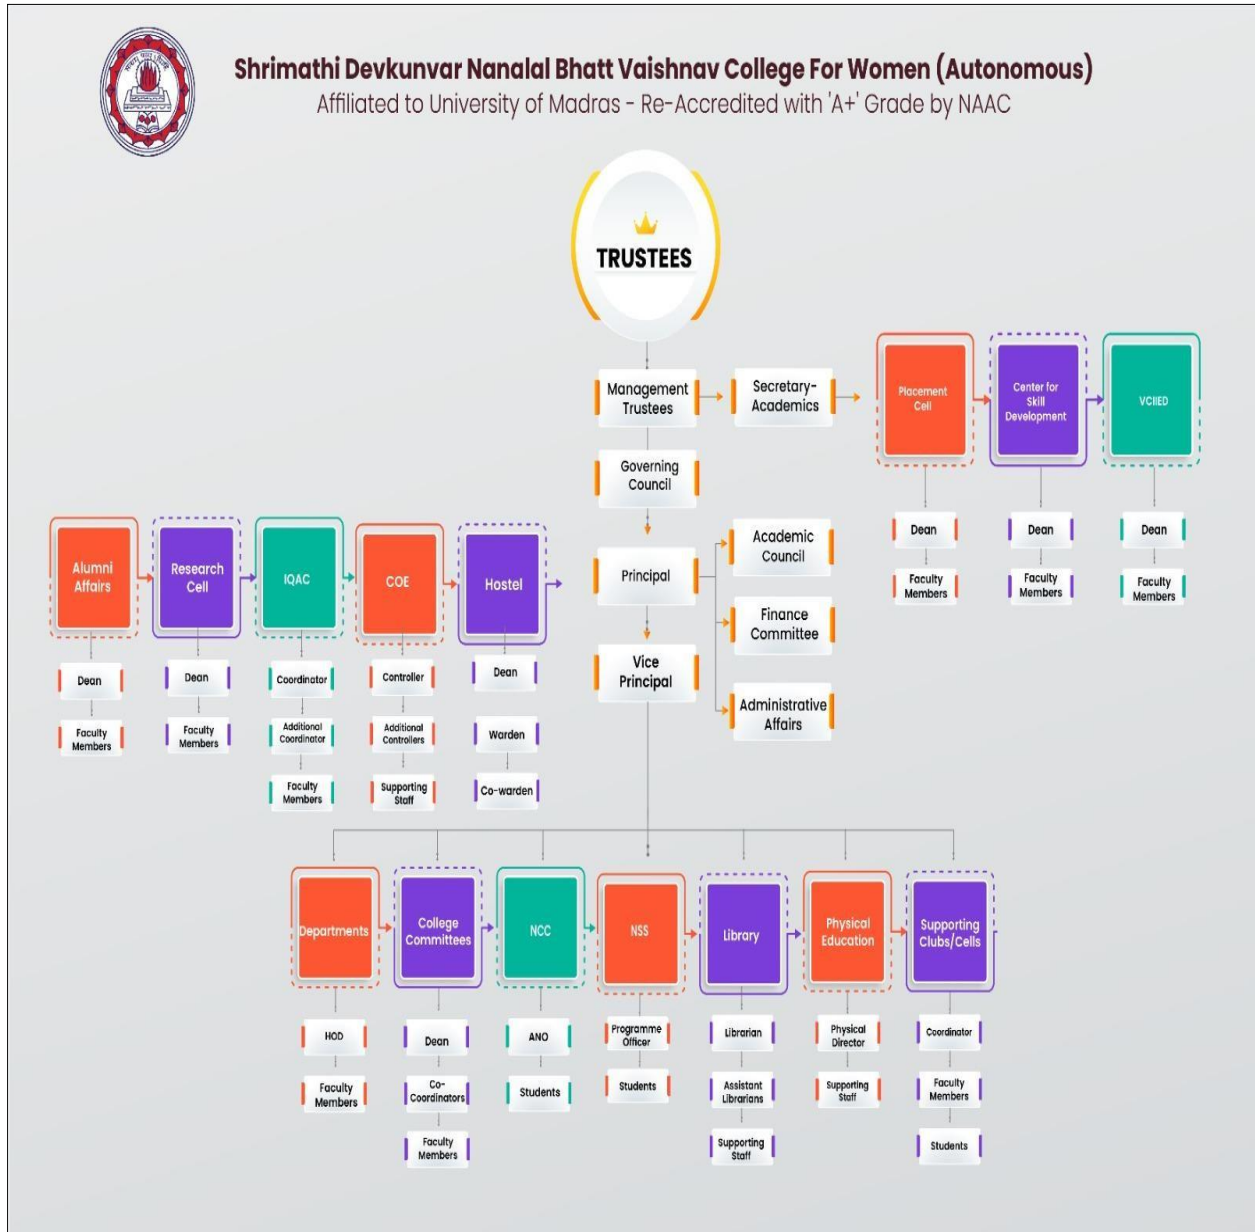 Shrimathi Devkunvar Nanalal Bhatt Vaishnav College For Women (Autonomous)
Affiliated to University of Madras - Re-Accredited with 'A+' Grade by NAAC
TRUSTEES
Management
Trustees
Secretary-
Academics
Placement
Cell
Center for
Skill
Development
VCIIED
Dean
Dean
Dean
Faculty
Members
Faculty
Members
Faculty
Members
Governing
Council
Principal
Academic
Council
Finance
Committee
Vice
Principal
Administrative
Affairs
Alumni
Affairs
Research
Cell
IQAC
COE
Hostel
Dean
Dean
Coordinator
Controller
Dean
Faculty
Members
Faculty
Members
Additional
Coordinator
Additional
Controllers
Warden
Faculty
Members
Supporting
Staff
Co-warden
Departments
College
Committees
NCC
NSS
Library
Physical
Education
Supporting
Clubs/Cells
HOD
Dean
ANO
Programme
Officer
Librarian
Physical
Director
Coordinator
Faculty
Members
Co-
Coordinators
Students
Students
Assistant
Librarians
Supporting
Staff
Faculty
Members
Faculty
Members
Supporting
Staff
Students